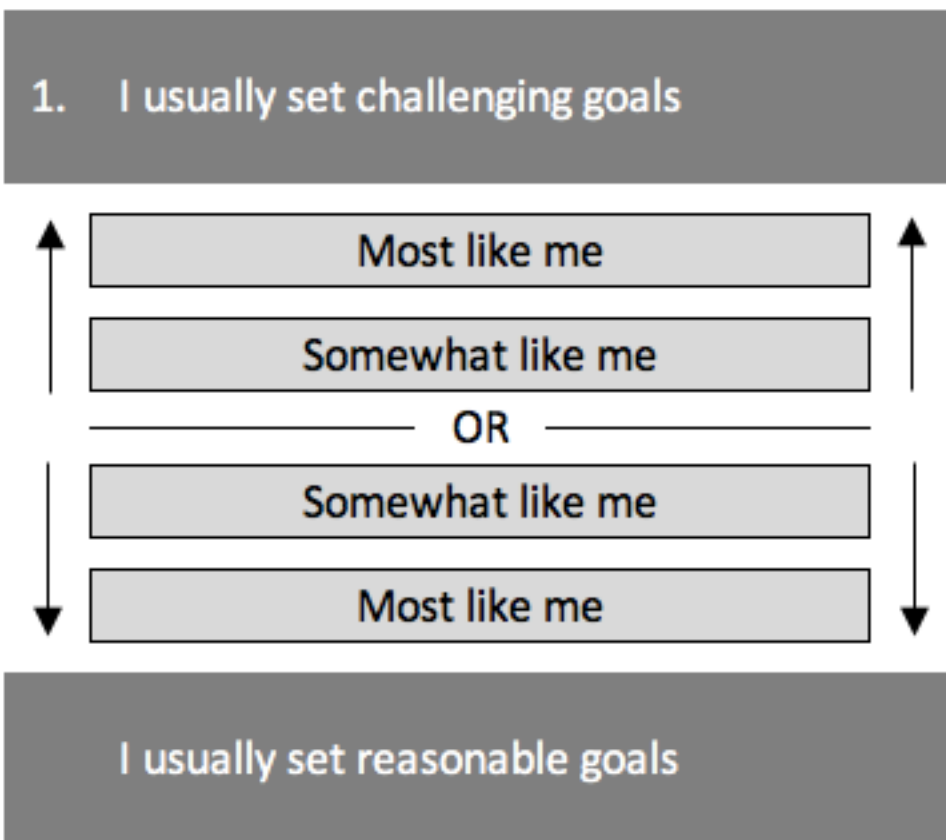 1. I usually set challenging goals
Most like me
Somewhat like me
OR
Somewhat like me
Most like me
I usually set reasonable goals